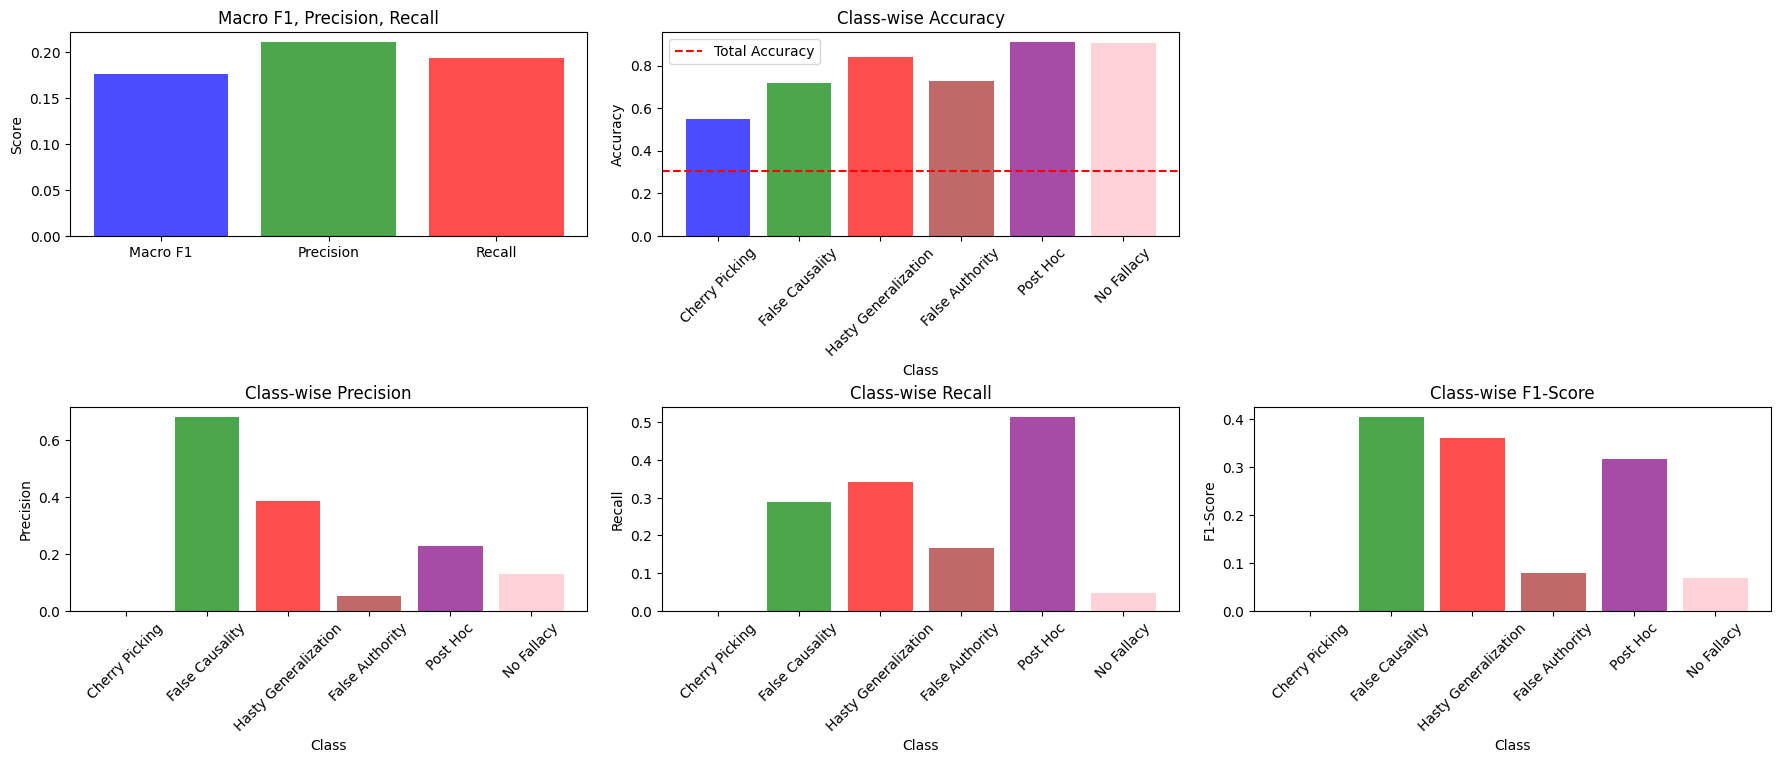 Macro F1, Precision, Recall
Score
0.20
0.15
0.10
0.05
0.00
Macro F1
Precision
Recall
Class-wise Accuracy
Total Accuracy
Accuracy
0.8
0.6
0.4
0.2
0.0
Cherry Picking
False Causality
Hasty Generalization
False Authority
Post Hoc
No Fallacy
Class
Class-wise Precision
Precision
0.6
0.4
0.2
0.0
Cherry Picking
False Causality
Hasty Generalization
False Authority
Post Hoc
No Fallacy
Class
Class-wise Recall
Recall
0.5
0.4
0.3
0.2
0.1
0.0
Cherry Picking
False Causality
Hasty Generalization
False Authority
Post Hoc
No Fallacy
Class
Class-wise F1-Score
F1-Score
0.4
0.3
0.2
0.1
0.0
Cherry Picking
False Causality
Hasty Generalization
False Authority
Post Hoc
No Fallacy
Class